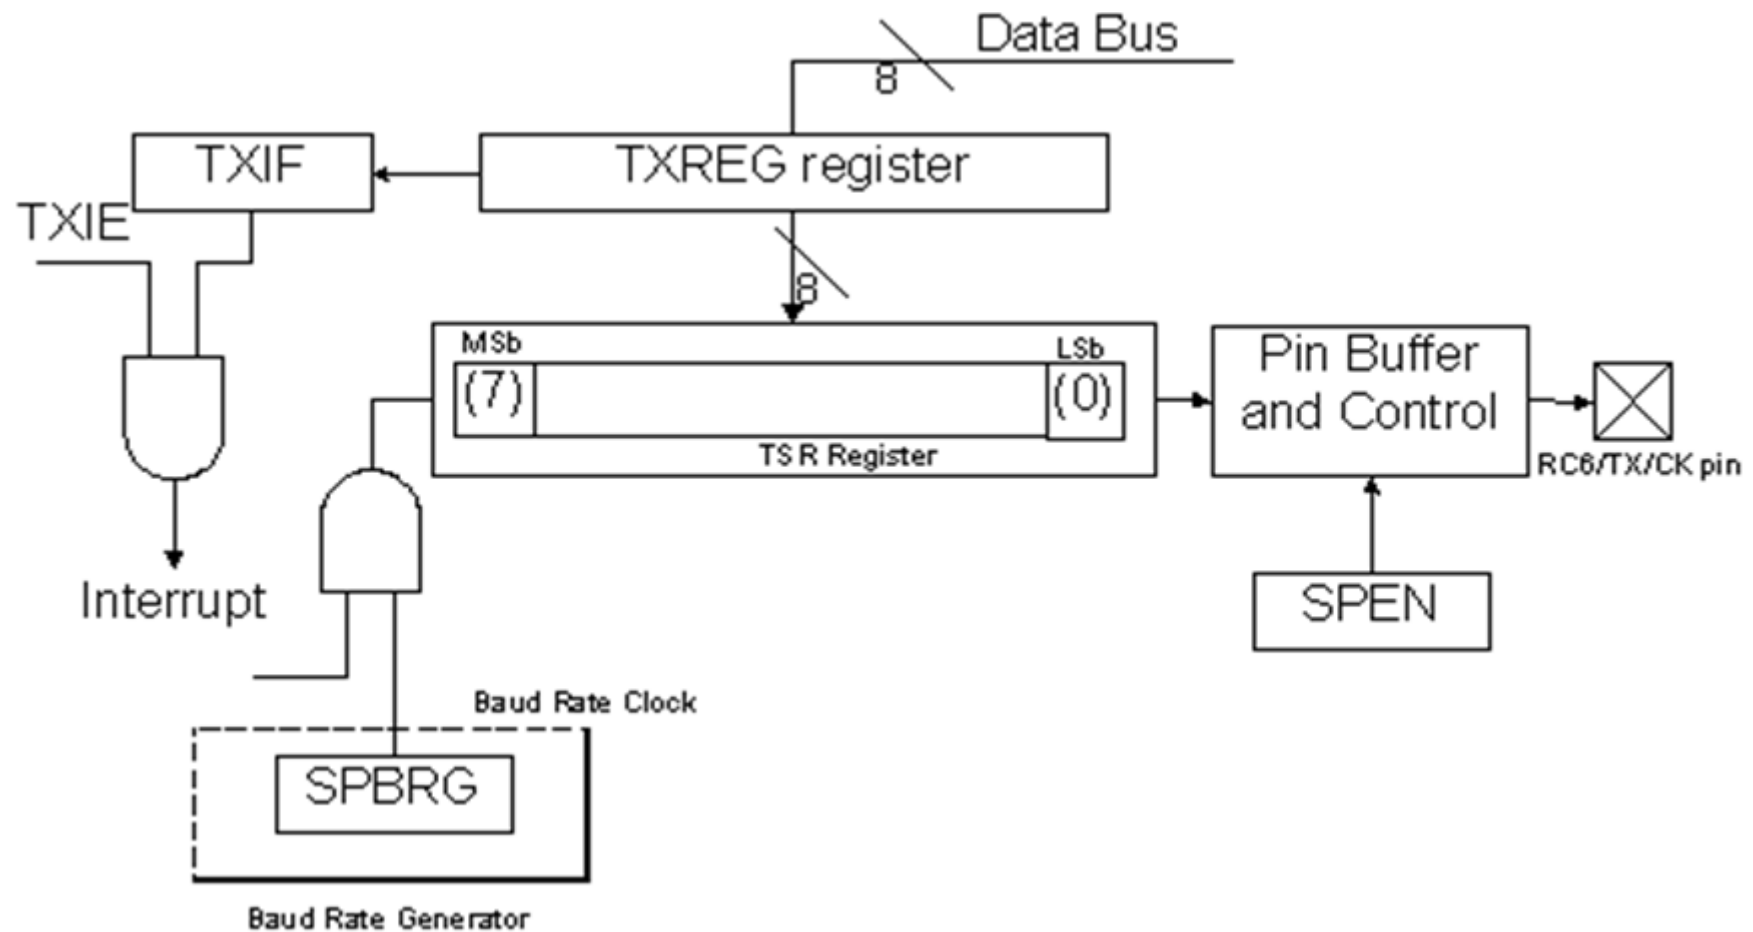 Data Bus
8
TXIF
TXREG register
TXIE
8
MSb
LSb
(7)
(0)
TSR Register
Pin Buffer
and Control
RC6/TX/CK pin
Interrupt
SPEN
Baud Rate Clock
SPBRG
Baud Rate Generator